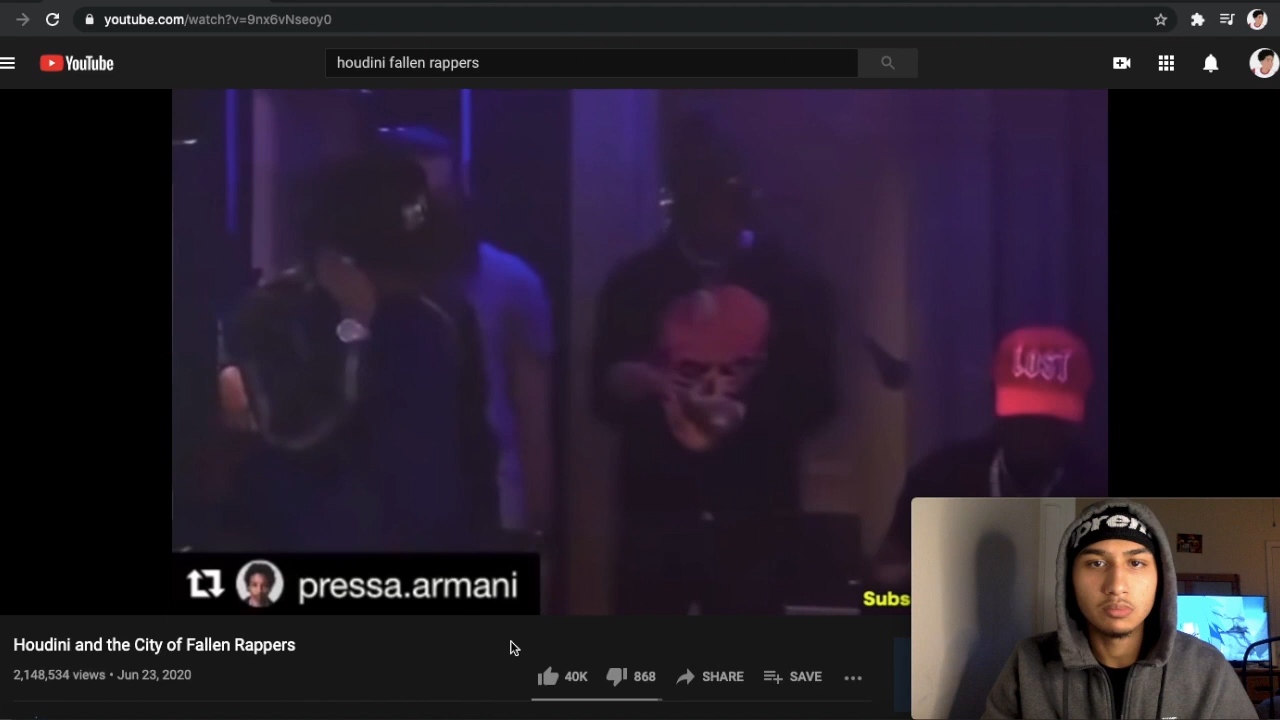 youtube.com/watch?v=9nx6vNseoy0
YouTube
houdini fallen rappers
LOST
pressa.armani
Subs
prem
Houdini and the City of Fallen Rappers
2,148,534 views • Jun 23, 2020
40K 868 SHARE SAVE